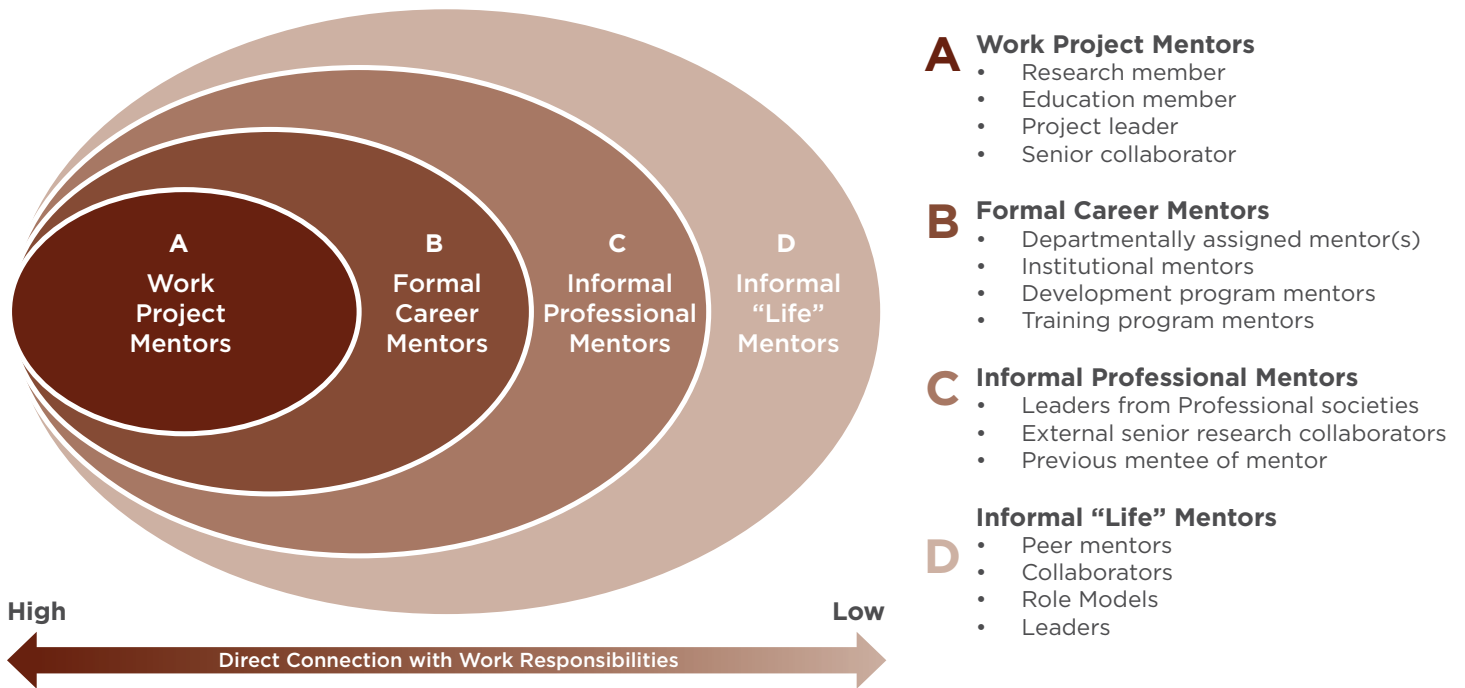 A
Work
Project
Mentors
B
Formal
Career
Mentors
C
Informal
Professional
Mentors
D
Informal
“Life”
Mentors
High
Low
Direct Connection with Work Responsibilities
A
Work Project Mentors
• Research member
• Education member
• Project leader
• Senior collaborator
B
Formal Career Mentors
• Departmentally assigned mentor(s)
• Institutional mentors
• Development program mentors
• Training program mentors
C
Informal Professional Mentors
• Leaders from Professional societies
• External senior research collaborators
• Previous mentee of mentor
D
Informal “Life” Mentors
• Peer mentors
• Collaborators
• Role Models
• Leaders